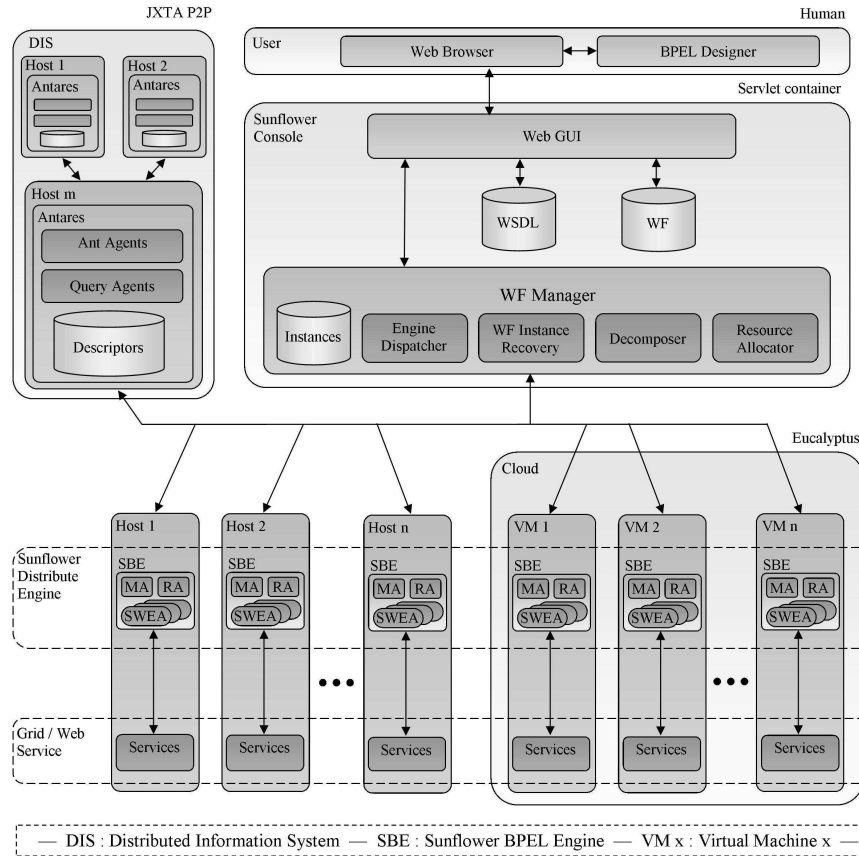 JXTA P2P
DIS
Host 1
Antares
Host 2
Antares
Host m
Antares
Ant Agents
Query Agents
Descriptors
Human
User
Web Browser
BPEL Designer
Servlet container
Sunflower
Console
Web GUI
WSDL
WF
WF Manager
Instances
Engine
Dispatcher
WF Instance
Recovery
Decomposer
Resource
Allocator
Eucalyptus
Cloud
Host 1
Host 2
Host n
VM 1
VM 2
VM n
Sunflower
Distribute
Engine
SBE
MA RA
SWEA
SBE
MA RA
SWEA
SBE
MA RA
SWEA
SBE
MA RA
SWEA
SBE
MA RA
SWEA
SBE
MA RA
SWEA
Grid / Web
Service
Services
Services
Services
Services
Services
Services
— DIS : Distributed Information System — SBE : Sunflower BPEL Engine — VM x : Virtual Machine x —